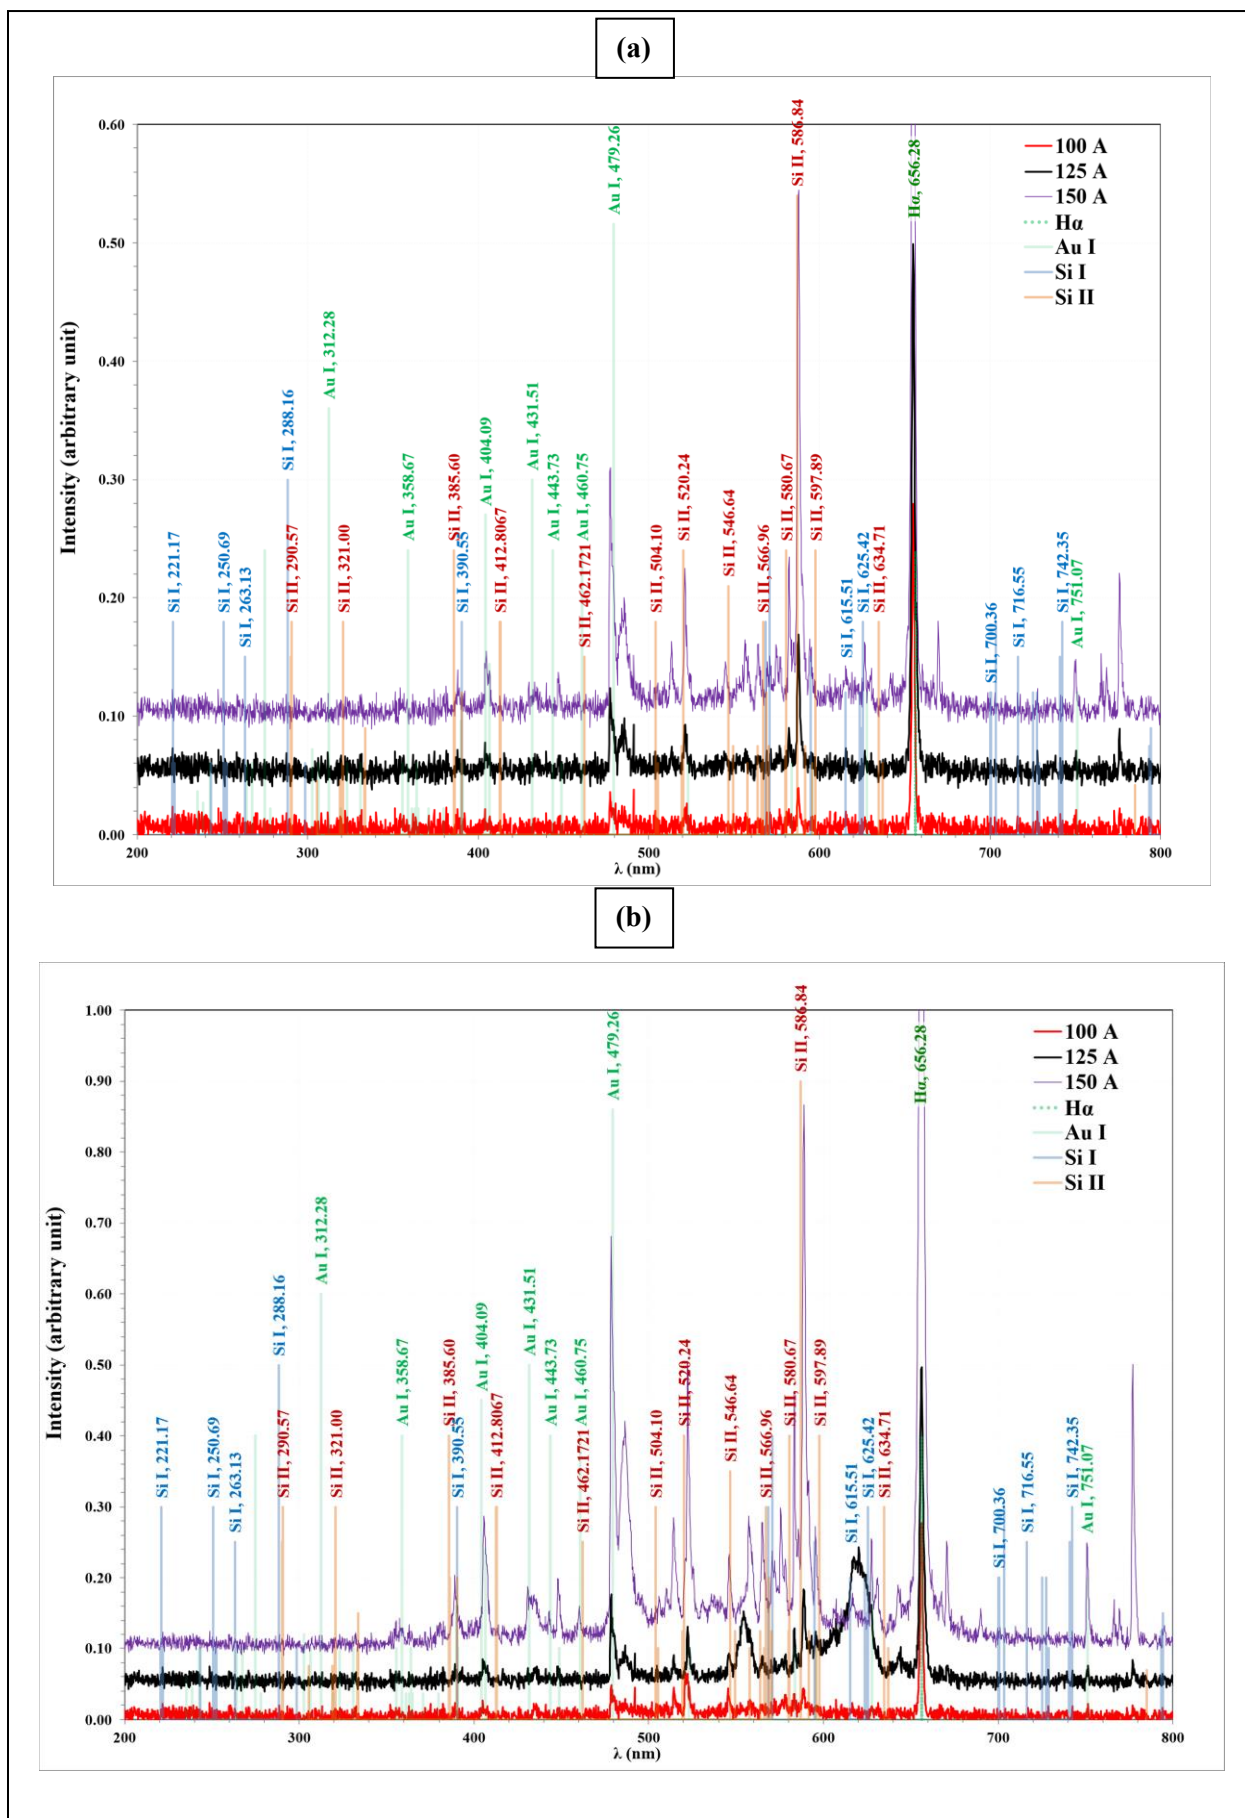 (a)
Intensity (arbitrary unit)
0.60
0.50
0.40
0.30
0.20
0.10
0.00
200
300
400
500
600
700
800
λ (nm)
Si I, 221.17
Si I, 250.69
Si I, 263.13
Si I, 288.16
Si II, 290.57
Au I, 312.28
Si II, 321.00
Au I, 358.67
Si II, 385.60
Si I, 390.55
Au I, 404.09
Si II, 412.8067
Au I, 431.51
Au I, 443.73
Au I, 460.75
Si II, 462.1721
Au I, 479.26
Si II, 504.10
Si II, 520.24
Si II, 546.64
Si II, 566.96
Si II, 580.67
Si II, 586.84
Si II, 597.89
Si I, 615.51
Si I, 625.42
Si II, 634.71
Hα, 656.28
Si I, 700.36
Si I, 716.55
Si I, 742.35
Au I, 751.07
100 A
125 A
150 A
Hα
Au I
Si I
Si II
(b)
Intensity (arbitrary unit)
1.00
0.90
0.80
0.70
0.60
0.50
0.40
0.30
0.20
0.10
0.00
200
300
400
500
600
700
800
λ (nm)
Si I, 221.17
Si I, 250.69
Si I, 263.13
Si I, 288.16
Si II, 290.57
Au I, 312.28
Si II, 321.00
Au I, 358.67
Si II, 385.60
Si I, 390.55
Au I, 404.09
Si II, 412.8067
Au I, 431.51
Au I, 443.73
Au I, 460.75
Si II, 462.1721
Au I, 479.26
Si II, 504.10
Si II, 520.24
Si II, 546.64
Si II, 566.96
Si II, 580.67
Si II, 586.84
Si II, 597.89
Si I, 615.51
Si I, 625.42
Si II, 634.71
Hα, 656.28
Si I, 700.36
Si I, 716.55
Si I, 742.35
Au I, 751.07
100 A
125 A
150 A
Hα
Au I
Si I
Si II